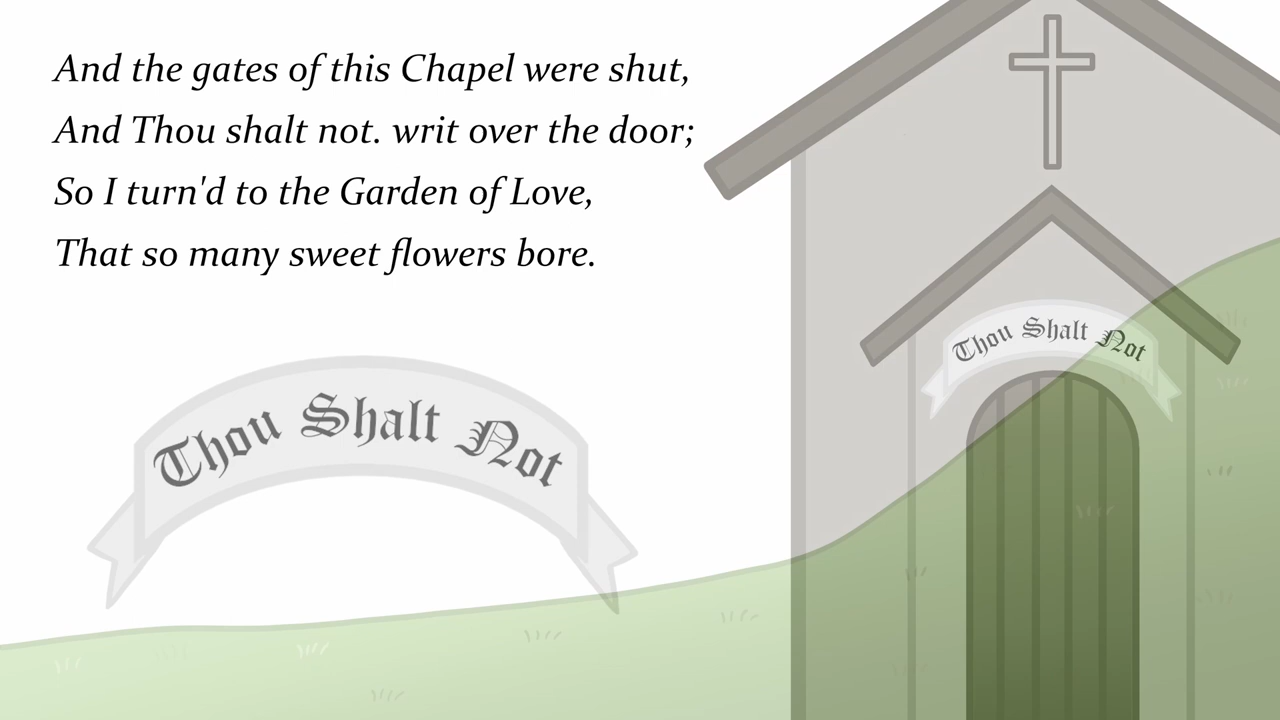 And the gates of this Chapel were shut,
And Thou shalt not. writ over the door;
So I turn'd to the Garden of Love,
That so many sweet flowers bore.
Thou Shalt Not
Thou Shalt Not